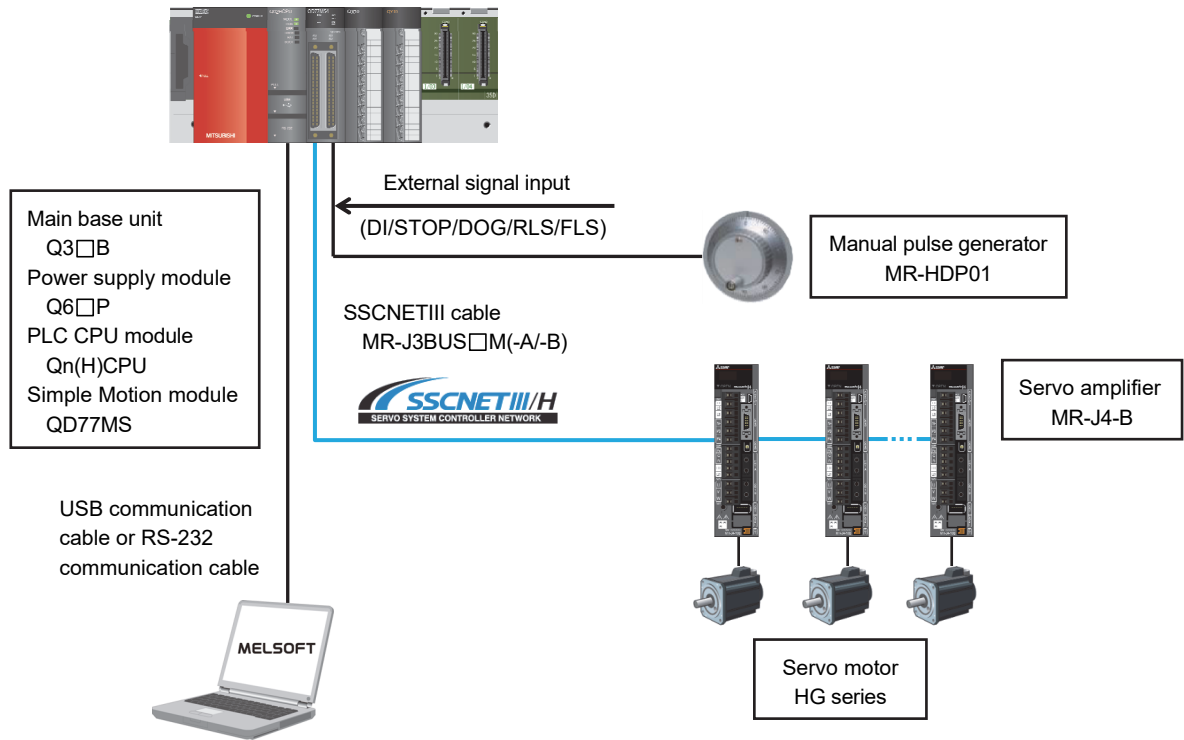 MITSUBISHI
QD77MS4
External signal input
(DI/STOP/DOG/RLS/FLS)
Main base unit
Q3□B
Power supply module
Q6□P
PLC CPU module
Qn(H)CPU
Simple Motion module
QD77MS
Manual pulse generator
MR-HDP01
SSCNETIII cable
MR-J3BUS□M(-A/-B)
SSCNETIII/H
SERVO SYSTEM CONTROLLER NETWORK
Servo amplifier
MR-J4-B
USB communication
cable or RS-232
communication cable
MELSOFT
Servo motor
HG series